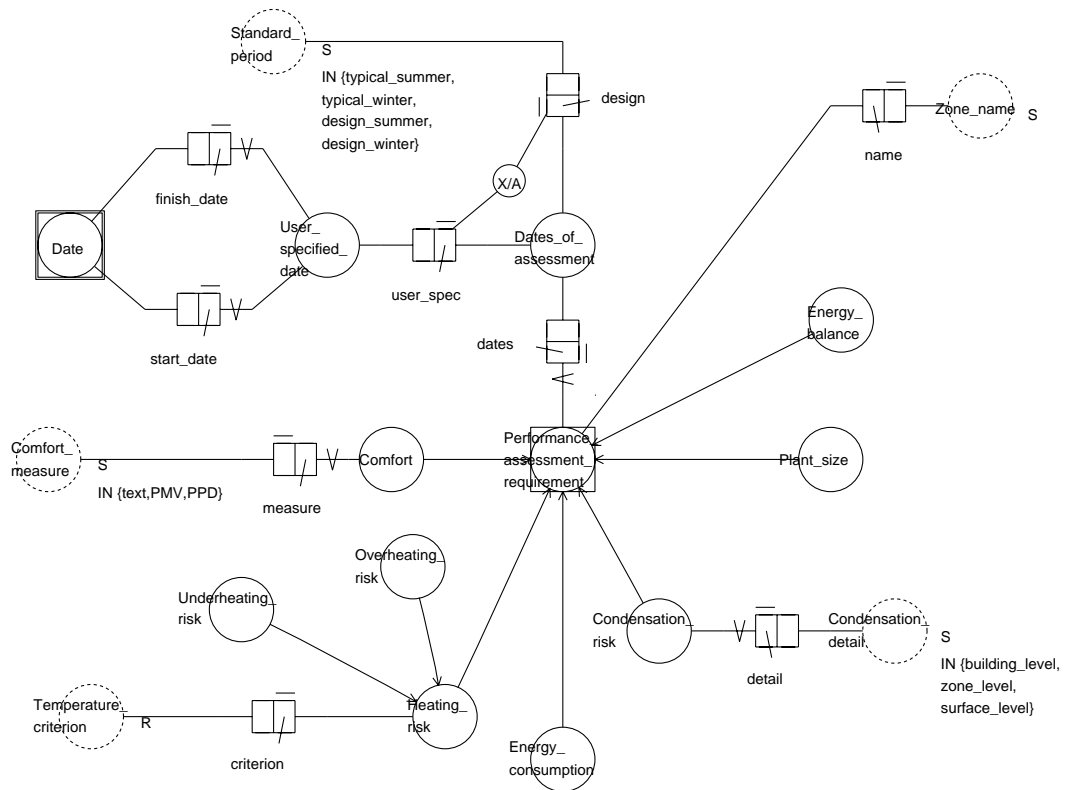 Standard_
period
S
IN {typical_summer,
typical_winter,
design_summer,
design_winter}
design
Zone_name
S
name
finish_date
X/A
Date
User_
specified_
date
Dates_of_
assessment
user_spec
start_date
dates
Energy_
balance
Comfort_
measure
S
IN {text,PMV,PPD}
measure
Comfort
Performance_
assessment_
requirement
Plant_size
Overheating_
risk
Underheating_
risk
Condensation_
risk
detail
Condensation_
detail
S
IN {building_level,
zone_level,
surface_level}
Temperature_
criterion
R
criterion
Heating_
risk
Energy_
consumption